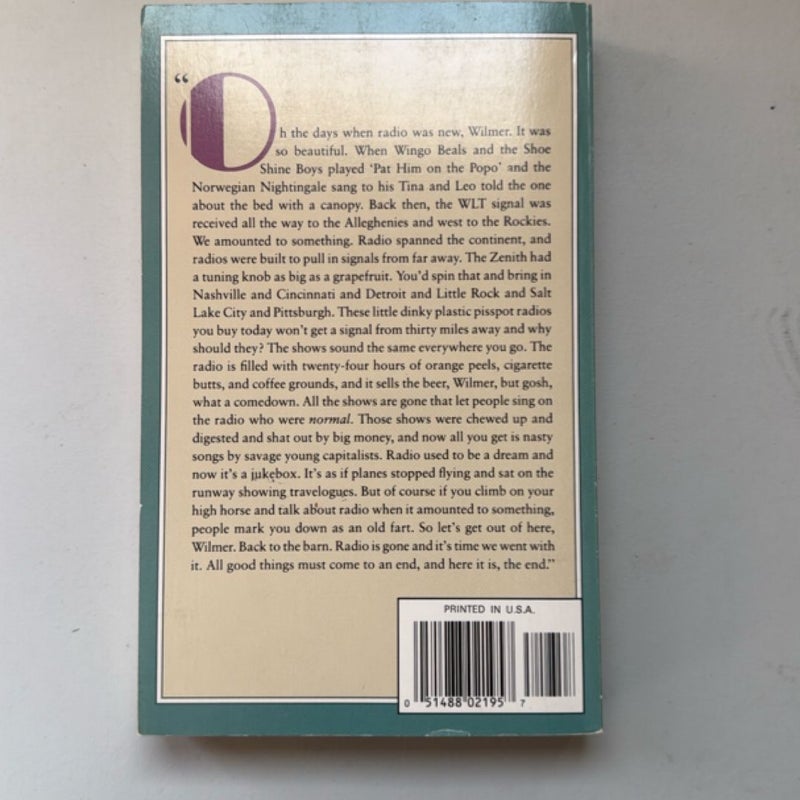 “Oh the days when radio was new, Wilmer. It was
so beautiful. When Wingo Beals and the Shoe
Shine Boys played ‘Pat Him on the Popo’ and the
Norwegian Nightingale sang to his Tina and Leo told the one
about the bed with a canopy. Back then, the WLT signal was
received all the way to the Alleghenies and west to the Rockies.
We amounted to something. Radio spanned the continent, and
radios were built to pull in signals from far away. The Zenith had
a tuning knob as big as a grapefruit. You’d spin that and bring in
Nashville and Cincinnati and Detroit and Little Rock and Salt
Lake City and Pittsburgh. These little dinky plastic pisspot radios
you buy today won’t get a signal from thirty miles away and why
should they? The shows sound the same everywhere you go. The
radio is filled with twenty-four hours of orange peels, cigarette
butts, and coffee grounds, and it sells the beer, Wilmer, but gosh,
what a comedown. All the shows are gone that let people sing on
the radio who were normal. Those shows were chewed up and
digested and shat out by big money, and now all you get is nasty
songs by savage young capitalists. Radio used to be a dream and
now it’s a jukebox. It’s as if planes stopped flying and sat on the
runway showing travelogues. But of course if you climb on your
high horse and talk about radio when it amounted to something,
people mark you down as an old fart. So let’s get out of here,
Wilmer. Back to the barn. Radio is gone and it’s time we went with
it. All good things must come to an end, and here it is, the end.”
PRINTED IN U.S.A.
0 51488 02195 7